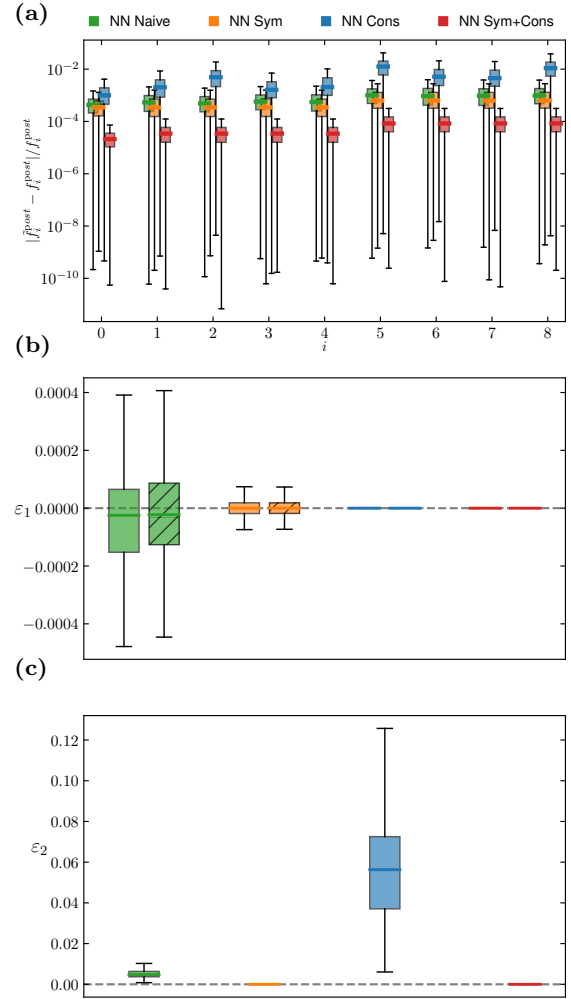 (a)
NN Naive NN Sym NN Cons NN Sym+Cons
|f̃_i^post − f_i^post|/f_i^post
10⁻²
10⁻⁴
10⁻⁶
10⁻⁸
10⁻¹⁰
0 1 2 3 4 5 6 7 8
i
(b)
ε₁
0.0004
0.0002
0.0000
−0.0002
−0.0004
(c)
ε₂
0.12
0.10
0.08
0.06
0.04
0.02
0.00